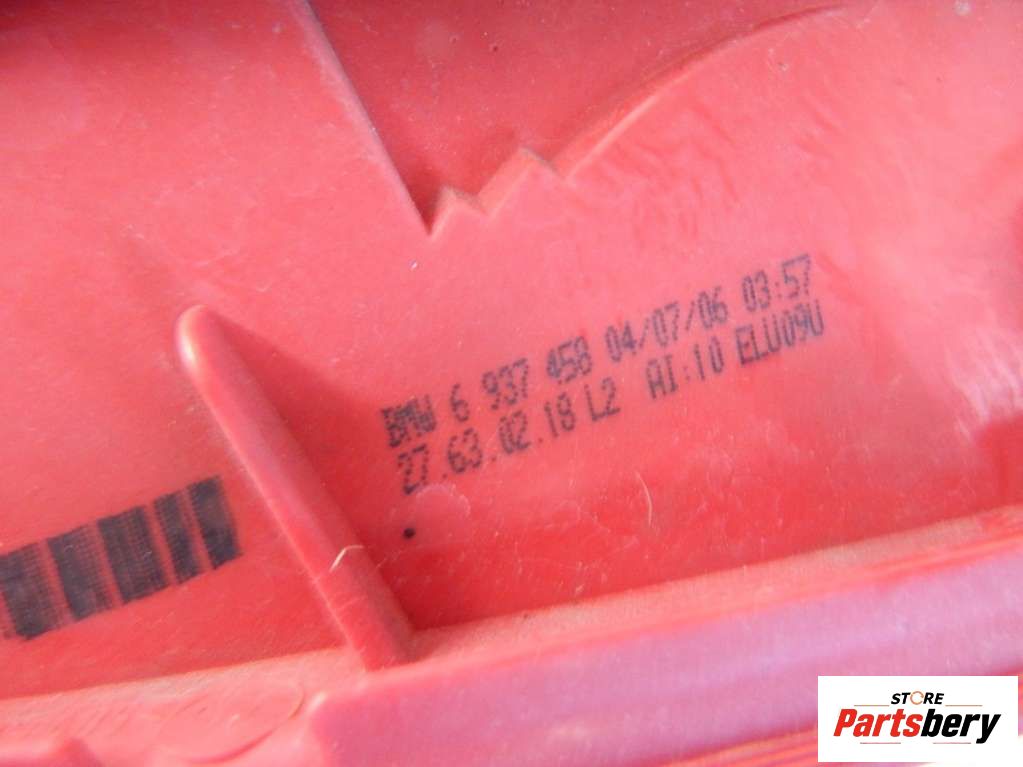 BMW 6 937 458 04/07/06 03:57
27.63.02.18 L2 AI:10 ELU09U
STORE
Partsbery